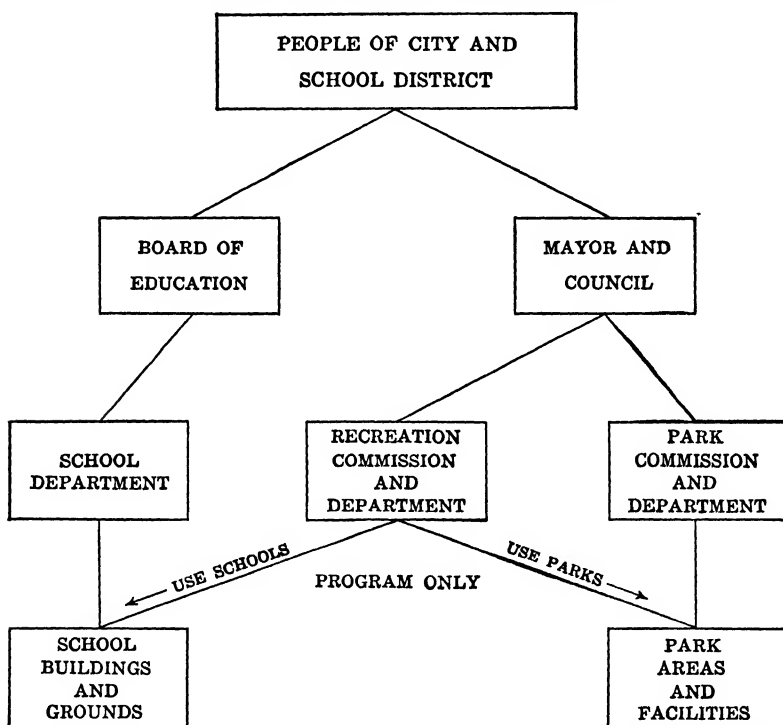 PEOPLE OF CITY AND
SCHOOL DISTRICT
BOARD OF
EDUCATION
MAYOR AND
COUNCIL
SCHOOL
DEPARTMENT
RECREATION
COMMISSION
AND
DEPARTMENT
PARK
COMMISSION
AND
DEPARTMENT
USE SCHOOLS
USE PARKS
PROGRAM ONLY
SCHOOL
BUILDINGS
AND
GROUNDS
PARK
AREAS
AND
FACILITIES